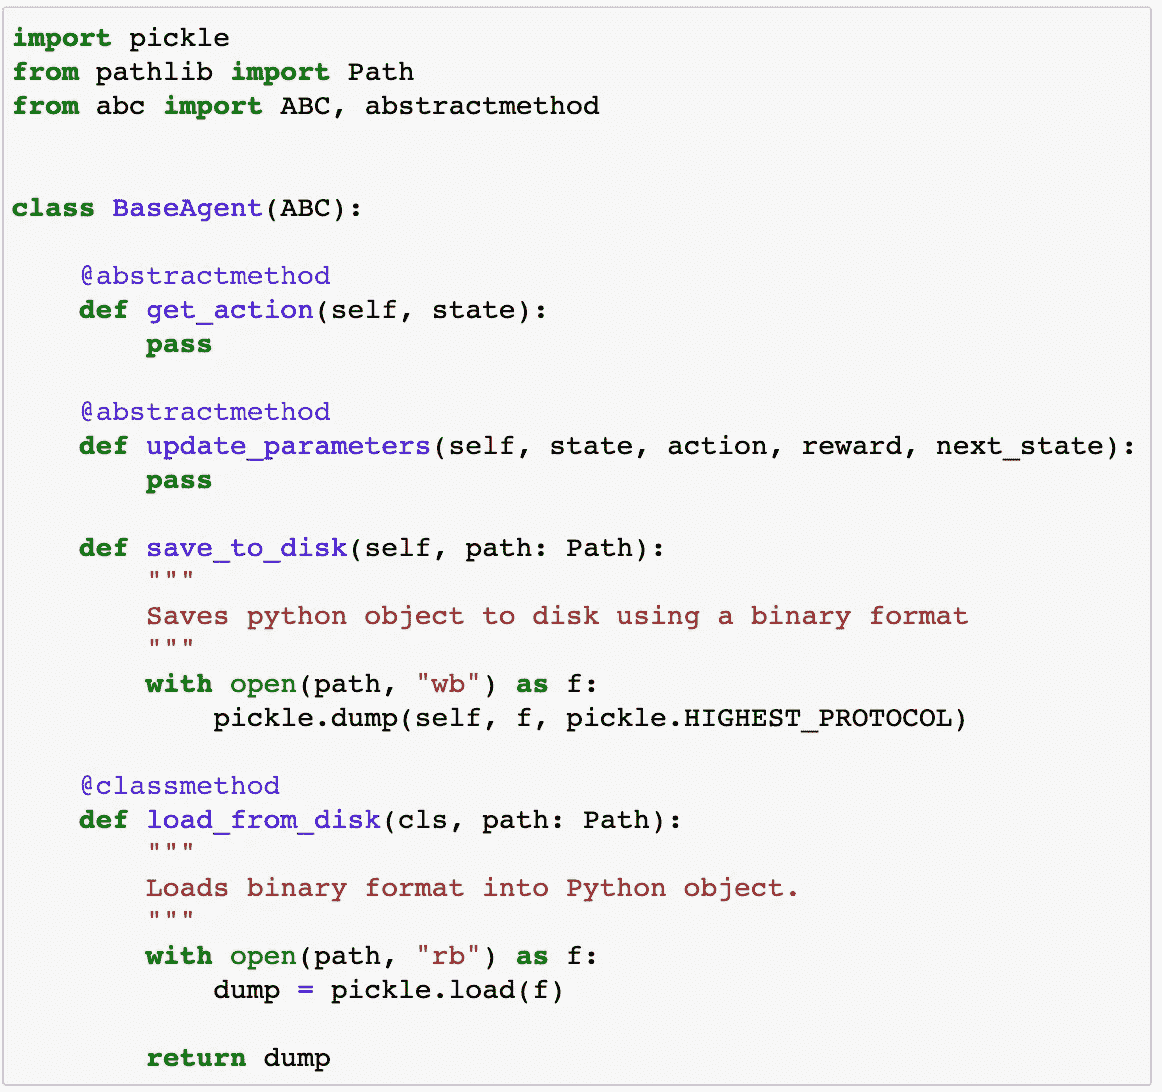 import pickle
from pathlib import Path
from abc import ABC, abstractmethod


class BaseAgent(ABC):

    @abstractmethod
    def get_action(self, state):
        pass

    @abstractmethod
    def update_parameters(self, state, action, reward, next_state):
        pass

    def save_to_disk(self, path: Path):
        """
        Saves python object to disk using a binary format
        """
        with open(path, "wb") as f:
            pickle.dump(self, f, pickle.HIGHEST_PROTOCOL)

    @classmethod
    def load_from_disk(cls, path: Path):
        """
        Loads binary format into Python object.
        """
        with open(path, "rb") as f:
            dump = pickle.load(f)

        return dump